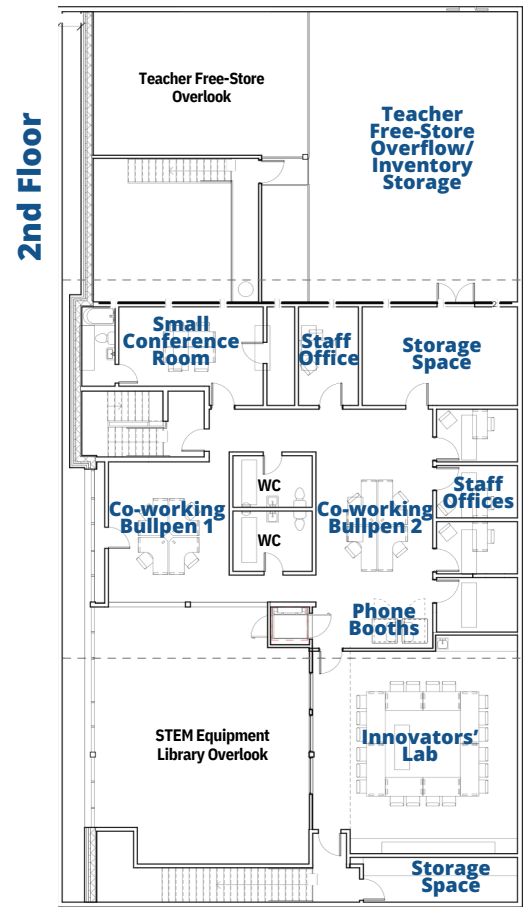 2nd Floor
Teacher Free-Store
Overlook
Teacher
Free-Store
Overflow/
Inventory
Storage
Small
Conference
Room
Staff
Office
Storage
Space
Co-working
Bullpen 1
WC
WC
Co-working
Bullpen 2
Staff
Offices
Phone
Booths
STEM Equipment
Library Overlook
Innovators’
Lab
Storage
Space